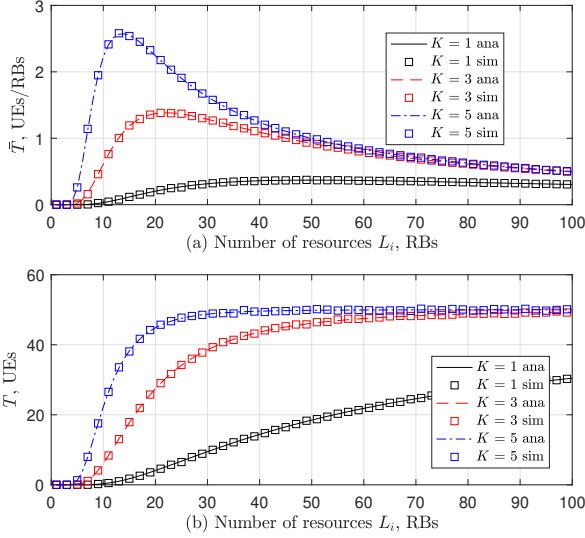 3
2
1
0
T̄, UEs/RBs
K = 1 ana
K = 1 sim
K = 3 ana
K = 3 sim
K = 5 ana
K = 5 sim
1 10 20 30 40 50 60 70 80 90 100
(a) Number of resources Lᵢ, RBs
60
40
20
0
T, UEs
K = 1 ana
K = 1 sim
K = 3 ana
K = 3 sim
K = 5 ana
K = 5 sim
1 10 20 30 40 50 60 70 80 90 100
(b) Number of resources Lᵢ, RBs